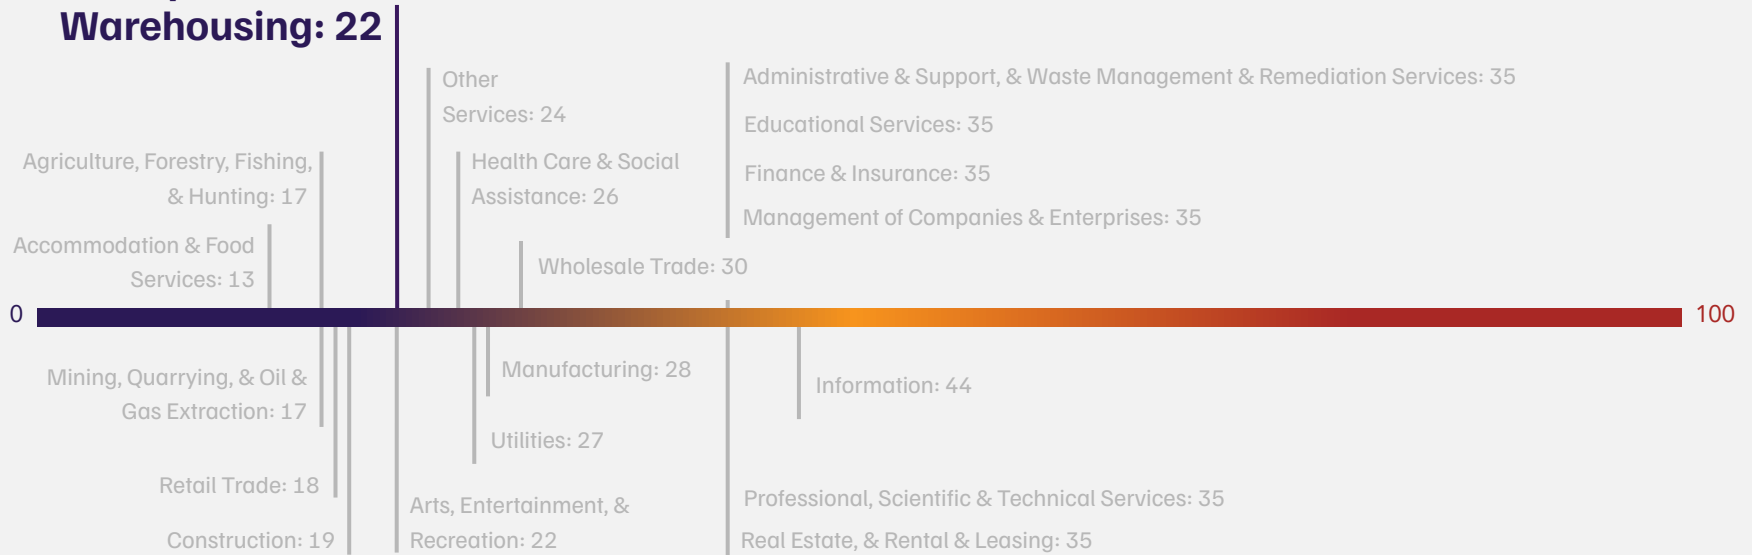 Warehousing: 22
Other
Services: 24
Administrative & Support, & Waste Management & Remediation Services: 35
Educational Services: 35
Agriculture, Forestry, Fishing,
& Hunting: 17
Health Care & Social
Assistance: 26
Finance & Insurance: 35
Management of Companies & Enterprises: 35
Accommodation & Food
Services: 13
Wholesale Trade: 30
0
100
Mining, Quarrying, & Oil &
Gas Extraction: 17
Manufacturing: 28
Information: 44
Utilities: 27
Retail Trade: 18
Arts, Entertainment, &
Recreation: 22
Professional, Scientific & Technical Services: 35
Construction: 19
Real Estate, & Rental & Leasing: 35